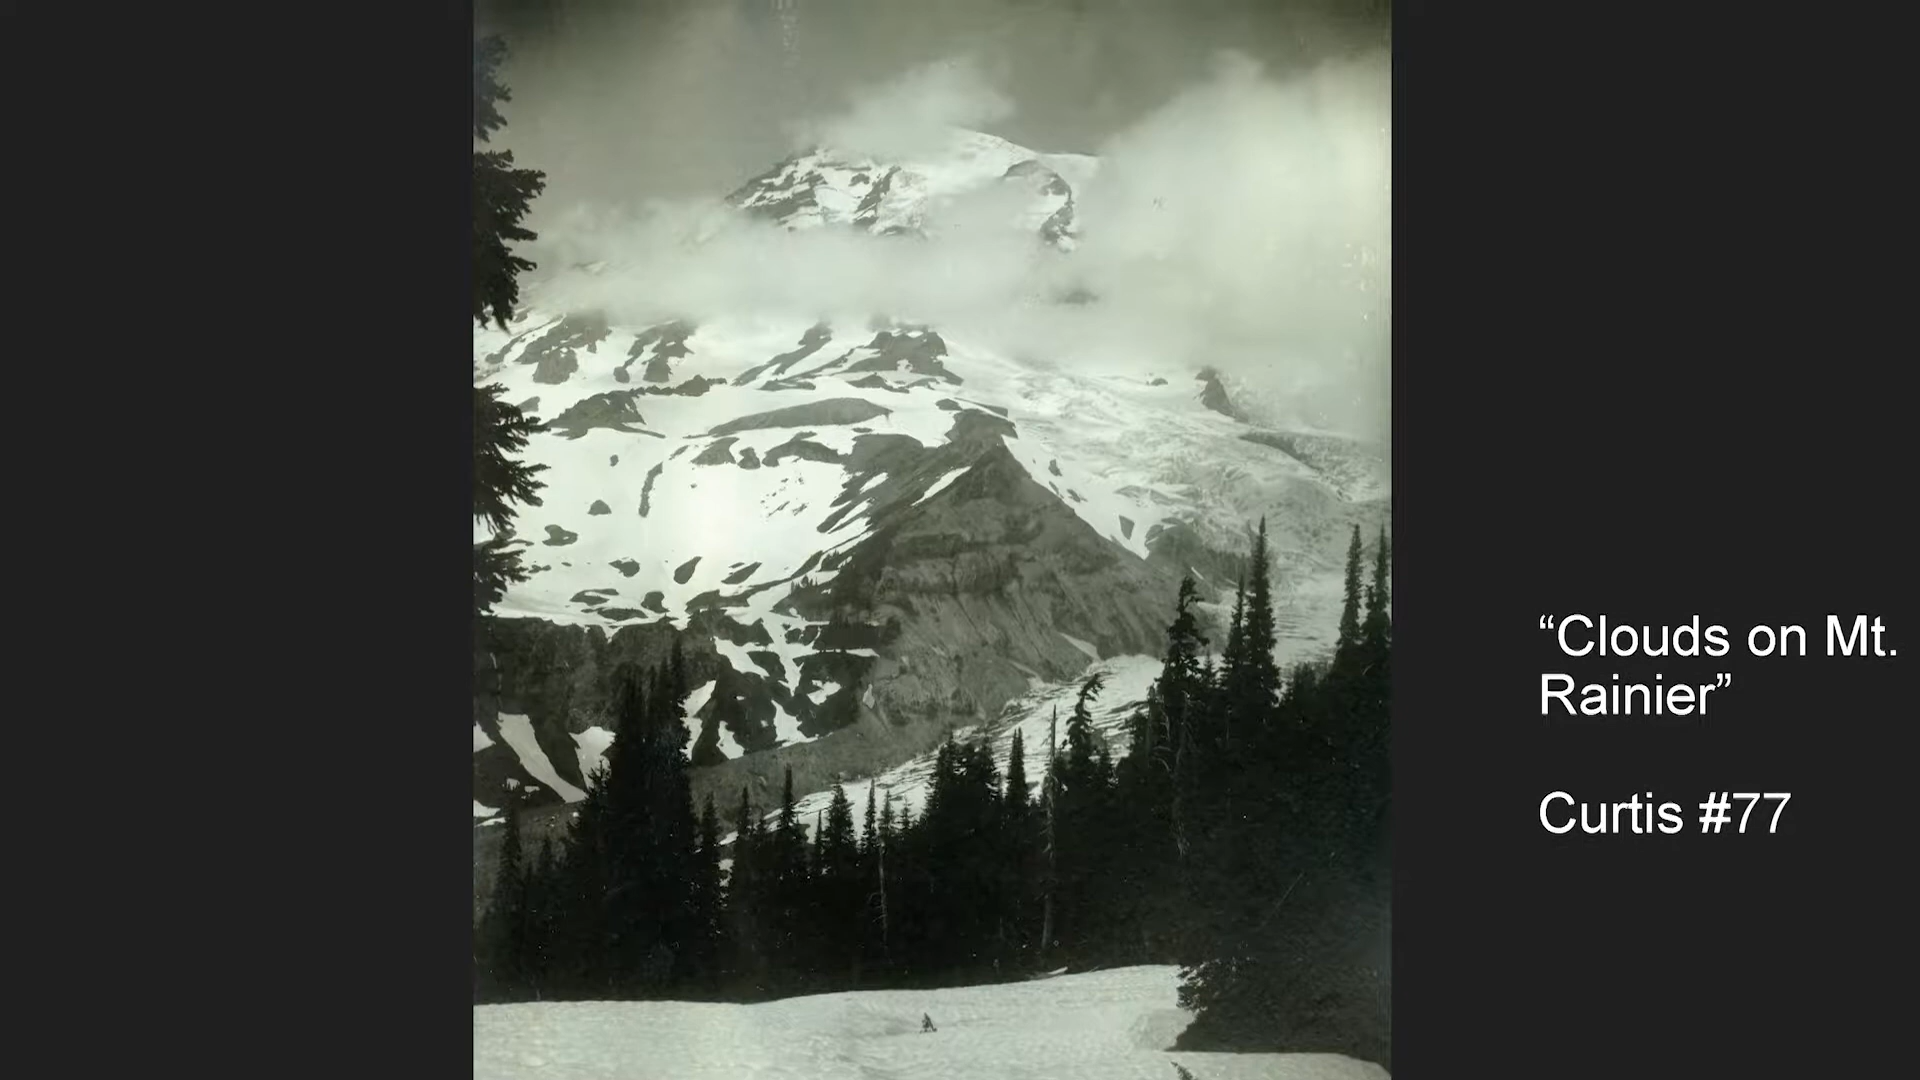 “Clouds on Mt.
Rainier”
Curtis #77